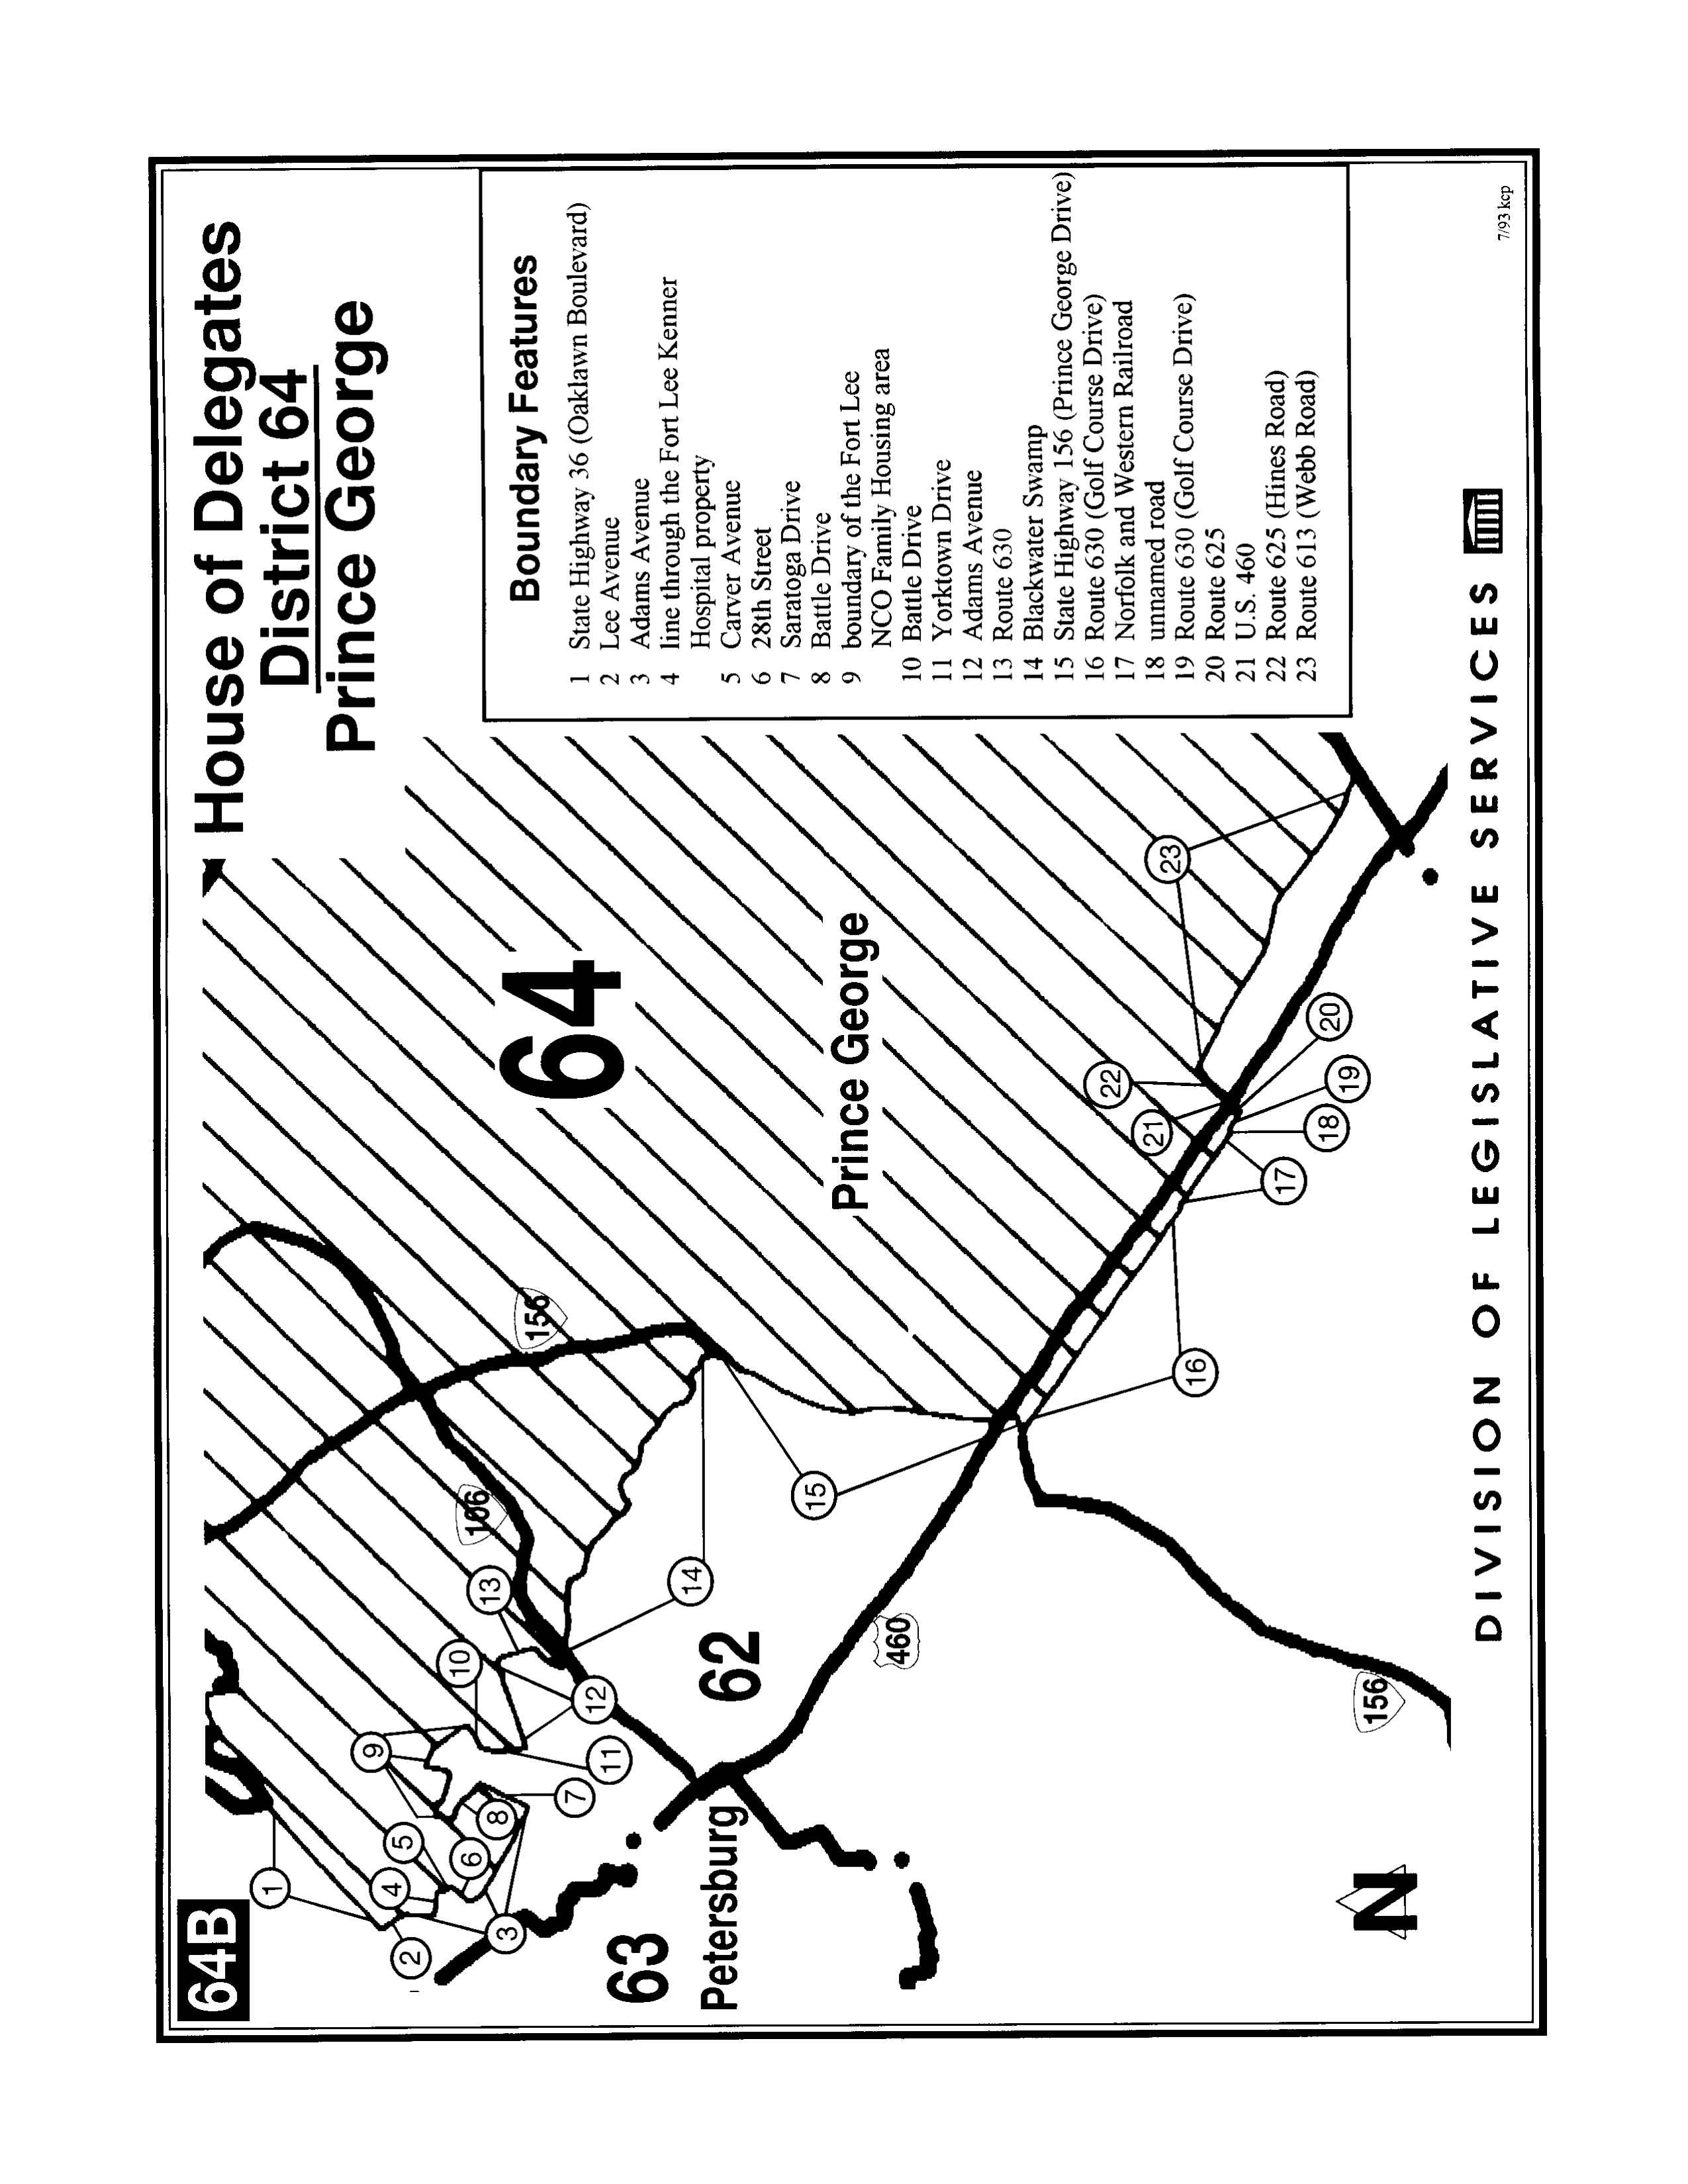 64B
House of Delegates
District 64
Prince George
Boundary Features
1 State Highway 36 (Oaklawn Boulevard)
2 Lee Avenue
3 Adams Avenue
4 line through the Fort Lee Kenner
Hospital property
5 Carver Avenue
6 28th Street
7 Saratoga Drive
8 Battle Drive
9 boundary of the Fort Lee
NCO Family Housing area
10 Battle Drive
11 Yorktown Drive
12 Adams Avenue
13 Route 630
14 Blackwater Swamp
15 State Highway 156 (Prince George Drive)
16 Route 630 (Golf Course Drive)
17 Norfolk and Western Railroad
18 unnamed road
19 Route 630 (Golf Course Drive)
20 Route 625
21 U.S. 460
22 Route 625 (Hines Road)
23 Route 613 (Webb Road)
1
2
3
4
5
6
7
8
9
10
11
12
13
14
15
16
17
18
19
20
21
22
23
106
156
64
Prince George
62
63
Petersburg
460
156
N
DIVISION OF LEGISLATIVE SERVICES
7/93 kcp